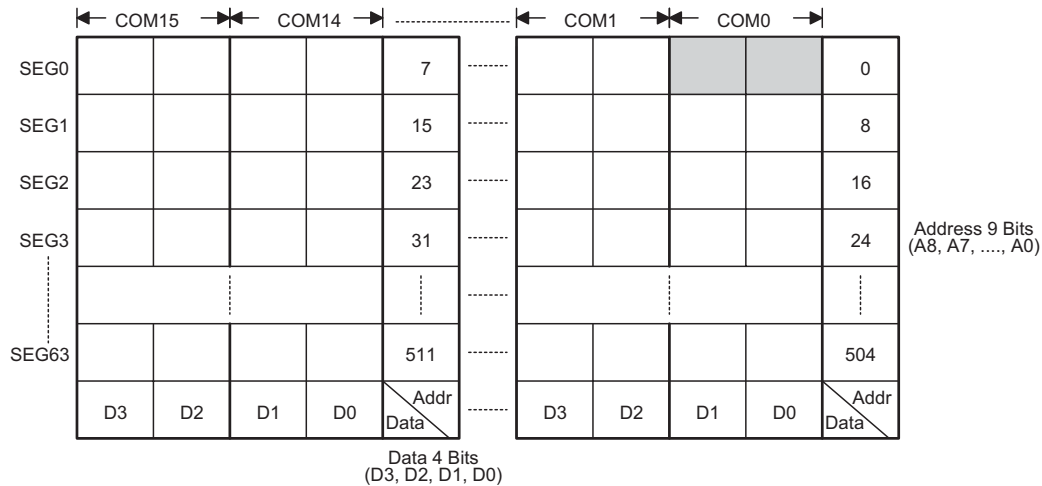 COM15 COM14 COM1 COM0
SEG0 7 0
SEG1 15 8
SEG2 23 16
SEG3 31 24
Address 9 Bits
(A8, A7, ...., A0)
SEG63 511 504
D3 D2 D1 D0 Addr Data D3 D2 D1 D0 Addr Data
Data 4 Bits
(D3, D2, D1, D0)